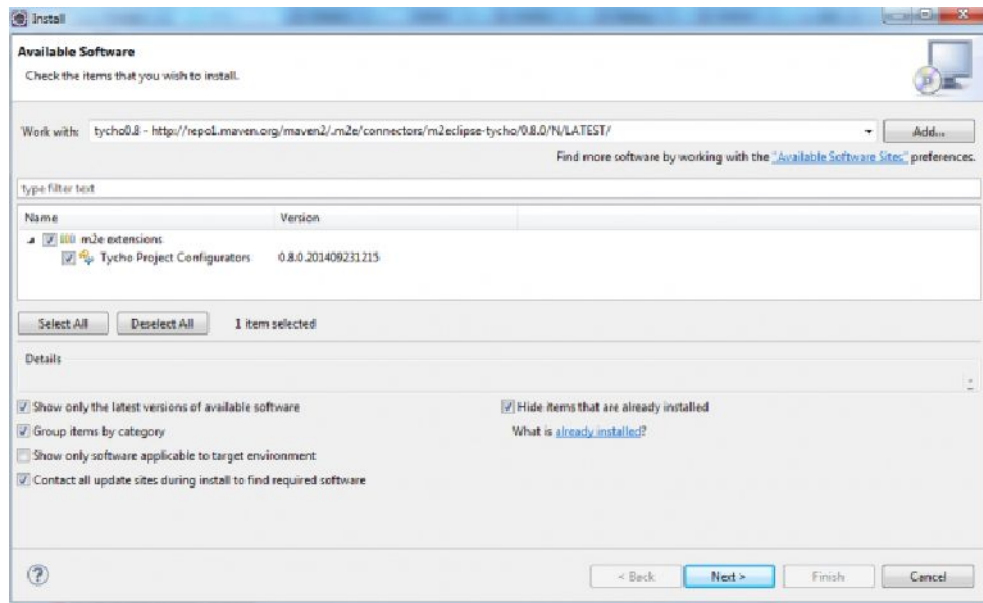 Install
Available Software
Check the items that you wish to install.
Work with: tycho0.8 - http://repo1.maven.org/maven2/.m2e/connectors/m2eclipse-tycho/0.8.0/N/LATEST/ Add...
Find more software by working with the "Available Software Sites" preferences.
type filter text
Name Version
m2e extensions
Tycho Project Configurators 0.8.0.201409231215
Select All Deselect All 1 item selected
Details
Show only the latest versions of available software Hide items that are already installed
Group items by category What is already installed?
Show only software applicable to target environment
Contact all update sites during install to find required software
? < Back Next > Finish Cancel